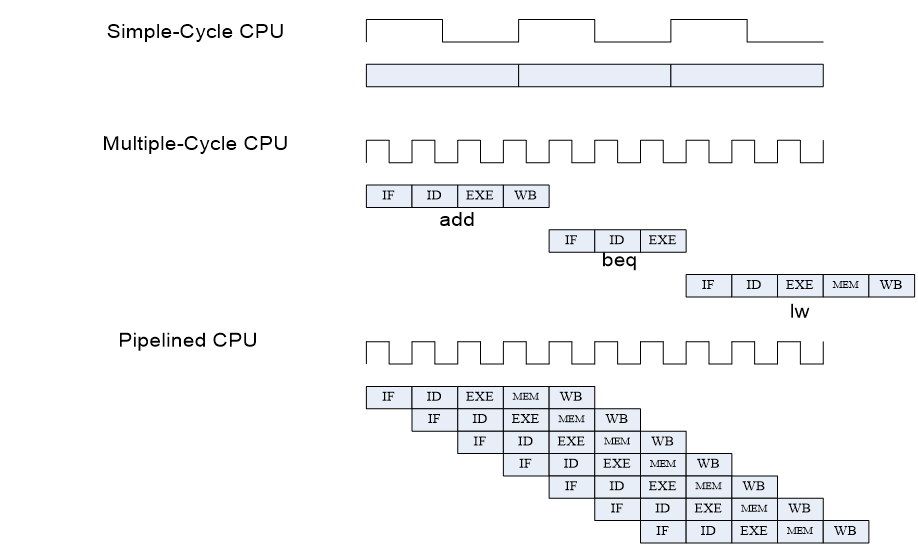 Simple-Cycle CPU
Multiple-Cycle CPU
IF ID EXE WB
add
IF ID EXE
beq
IF ID EXE MEM WB
lw
Pipelined CPU
IF ID EXE MEM WB
IF ID EXE MEM WB
IF ID EXE MEM WB
IF ID EXE MEM WB
IF ID EXE MEM WB
IF ID EXE MEM WB
IF ID EXE MEM WB